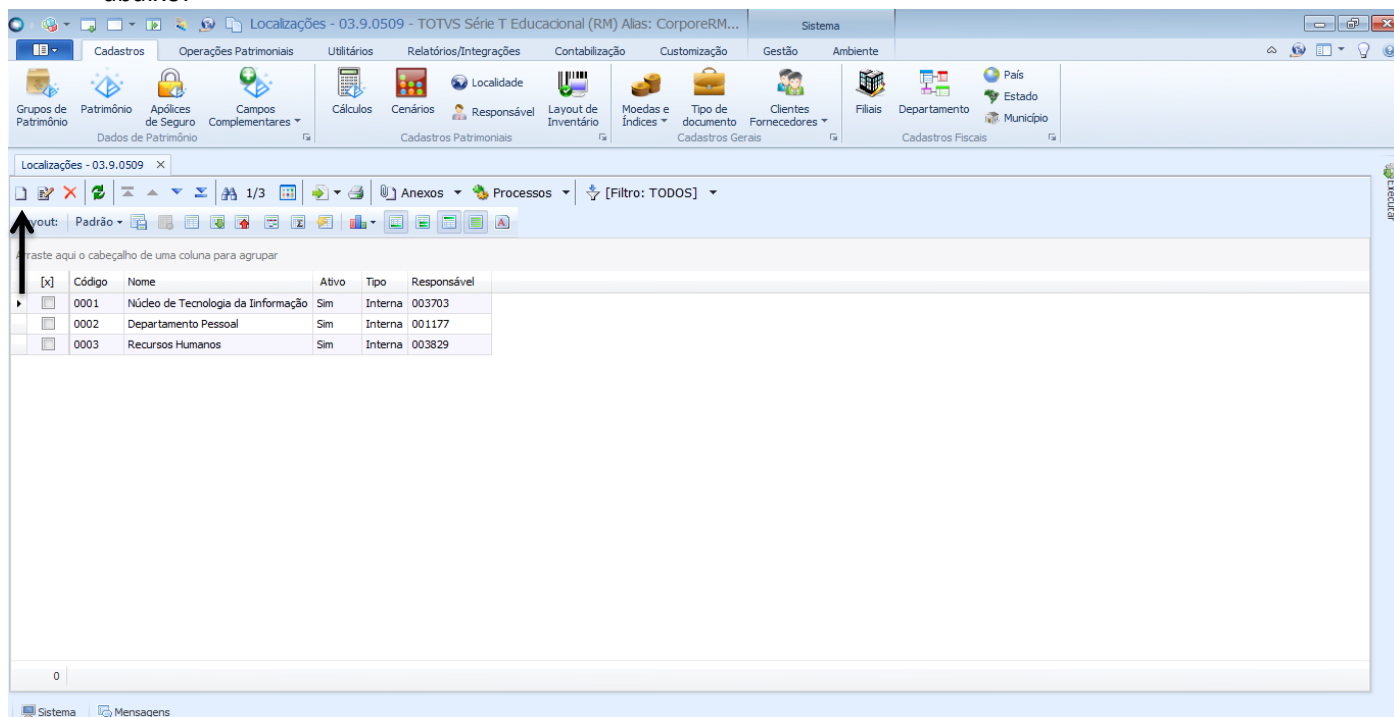 abaixo:
Localizações - 03.9.0509 - TOTVS Série T Educacional (RM) Alias: CorporeRM... Sistema
Cadastros Operações Patrimoniais Utilitários Relatórios/Integrações Contabilização Customização Gestão Ambiente
Grupos de Patrimônio
Patrimônio
Apólices de Seguro
Campos Complementares
Cálculos
Cenários
Localidade
Responsável
Layout de Inventário
Moedas e Índices
Tipo de documento
Clientes Fornecedores
Filiais
Departamento
País
Estado
Município
Dados de Patrimônio Cadastros Patrimoniais Cadastros Gerais Cadastros Fiscais
Localizações - 03.9.0509
Executar
1/3 Anexos Processos [Filtro: TODOS]
yout: Padrão
rraste aqui o cabeçalho de uma coluna para agrupar
[x] Código Nome Ativo Tipo Responsável
0001 Núcleo de Tecnologia da Iinformação Sim Interna 003703
0002 Departamento Pessoal Sim Interna 001177
0003 Recursos Humanos Sim Interna 003829
0
Sistema Mensagens